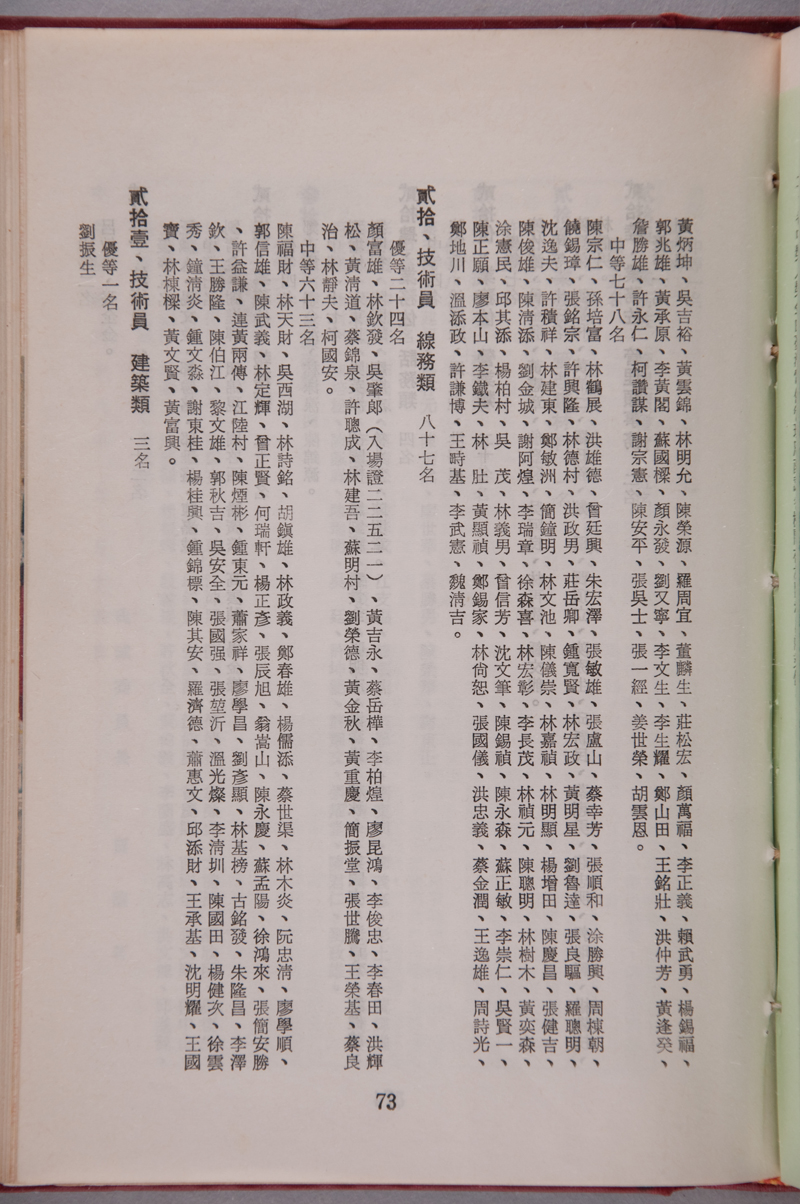 黃炳坤、吳吉裕、黃雲錦、林明允、陳榮源、羅周宜、董麟生、莊松宏、顏萬福、李正義、賴武勇、楊錫福、
郭兆雄、黃承原、李黃閣、蘇國樑、顏永發、劉又寧、李文生、李生耀、鄭山田、王銘壯、洪仲芳、黃逢癸、
詹勝雄、許永仁、柯讚謀、謝宗憲、陳安平、張吳士、張一經、姜世榮、胡雲恩。
中等七十八名
陳宗仁、孫培富、林鶴展、洪雄德、曾廷興、朱宏澤、張敏雄、張盧山、蔡幸芳、張順和、涂勝興、周棟朝、
饒錫璋、張銘宗、許興隆、林德村、洪政男、莊岳卿、鍾寬賢、林宏政、黃明星、劉魯達、張良驅、羅聰明、
沈逸夫、許積祥、林建東、鄭敏洲、簡鐘明、林文池、陳儀崇、林嘉禎、林明顯、楊增田、陳慶昌、張健吉、
陳俊雄、陳淸添、劉金城、謝阿煌、李瑞章、徐森喜、林宏彰、李長茂、林禎元、陳聰明、林樹木、黃奕森、
涂憲民、邱其添、楊柏村、吳　茂、林義男、曾信芳、沈文筆、陳錫禎、陳永森、蘇正敏、李崇仁、吳賢一、
陳正願、廖本山、李鐵夫、林　肚、黃顯禎、鄭錫家、林尙恕、張國儀、洪忠義、蔡金潤、王逸雄、周詩光、
鄭地川、溫添政、許謙博、王時基、李武憲、魏淸吉。
貳拾、技術員　線務類　八十七名
優等二十四名
顏富雄、林欽發、吳肇郎（入場證二二五二一）、黃吉永、蔡岳樺、李柏煌、廖昆鴻、李俊忠、李春田、洪輝
松、黃淸道、蔡錦泉、許聰成、林建吾、蘇明村、劉榮德、黃金秋、黃重慶、簡振堂、張世騰、王榮基、蔡良
治、林靜夫、柯國安。
中等六十三名
陳福財、林天財、吳西湖、林詩銘、胡鎭雄、林政義、鄭春雄、楊儒添、蔡世渠、林木炎、阮忠淸、廖學順、
郭信雄、陳武義、林定輝、曾正賢、何瑞軒、楊正彥、張辰旭、翁嵩山、陳永慶、蘇孟陽、徐鴻來、張簡安勝
、許益謙、連黃兩傳、江陸村、陳煙彬、鍾東元、蕭家祥、廖學昌、劉彥顯、林基榜、古銘發、朱隆昌、李澤
欽、王勝隆、陳伯江、黎文雄、郭秋吉、吳安全、張國强、張堃沂、溫光燦、李淸圳、陳國田、楊健次、徐雲
秀、鐘淸炎、鍾文淼、謝東桂、楊桂興、鍾錦標、陳其安、羅濟德、蕭惠文、邱添財、王承基、沈明耀、王國
寶、林棟樑、黃文賢、黃富興。
貳拾壹、技術員　建築類　三名
優等一名
劉振生
73